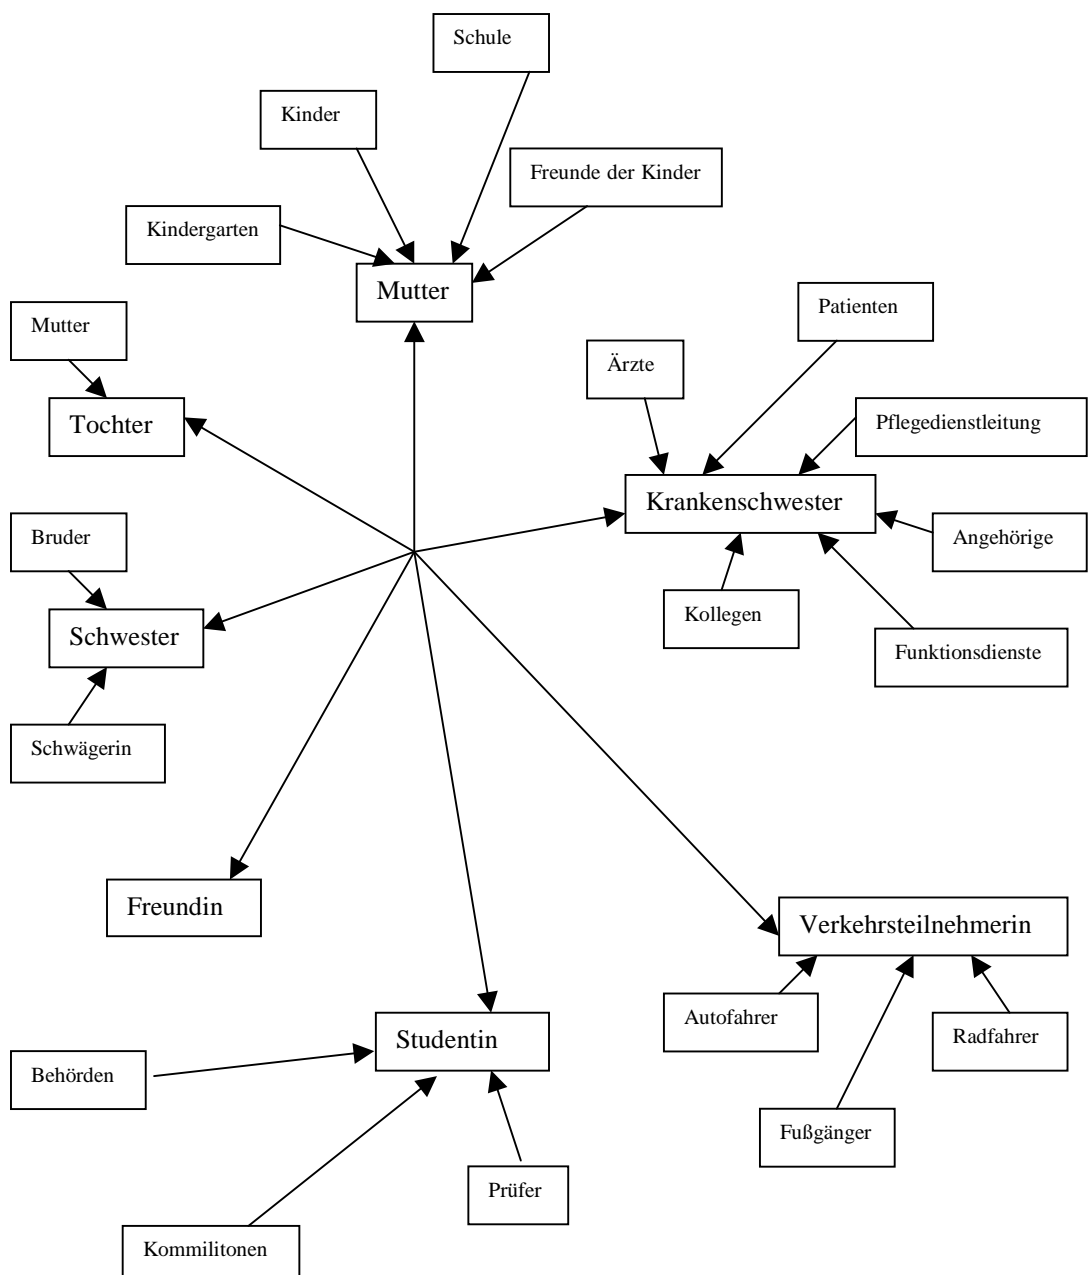 Schule
Kinder
Freunde der Kinder
Kindergarten
Mutter
Patienten
Mutter
Ärzte
Tochter
Pflegedienstleitung
Krankenschwester
Bruder
Angehörige
Kollegen
Schwester
Funktionsdienste
Schwägerin
Freundin
Verkehrsteilnehmerin
Autofahrer
Radfahrer
Studentin
Behörden
Fußgänger
Prüfer
Kommilitonen